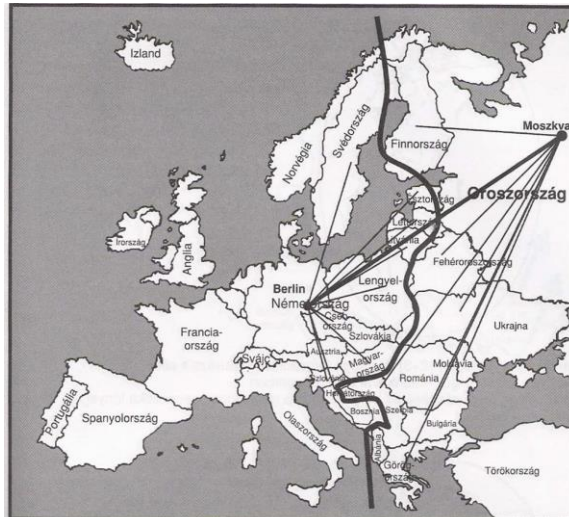 Izland
Norvégia
Svédország
Finnország
Moszkva
Oroszország
Észtország
Lettország
Litvánia
Írország
Anglia
Fehéroroszország
Berlin
Németország
Lengyel-
ország
Cseh-
ország
Szlovákia
Ukrajna
Francia-
ország
Svájc
Ausztria
Magyar-
ország
Moldávia
Románia
Szlovénia
Horvátország
Bosznia
Szerbia
Portugália
Spanyolország
Olaszország
Bulgária
Albánia
Görög-
ország
Törökország